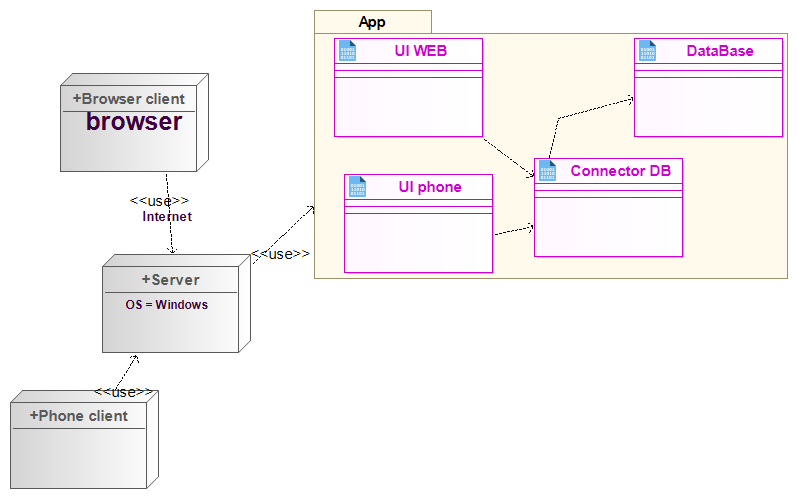 App
UI WEB
DataBase
+Browser client
browser
Connector DB
UI phone
<<use>>
Internet
<<use>>
+Server
OS = Windows
<<use>>
+Phone client